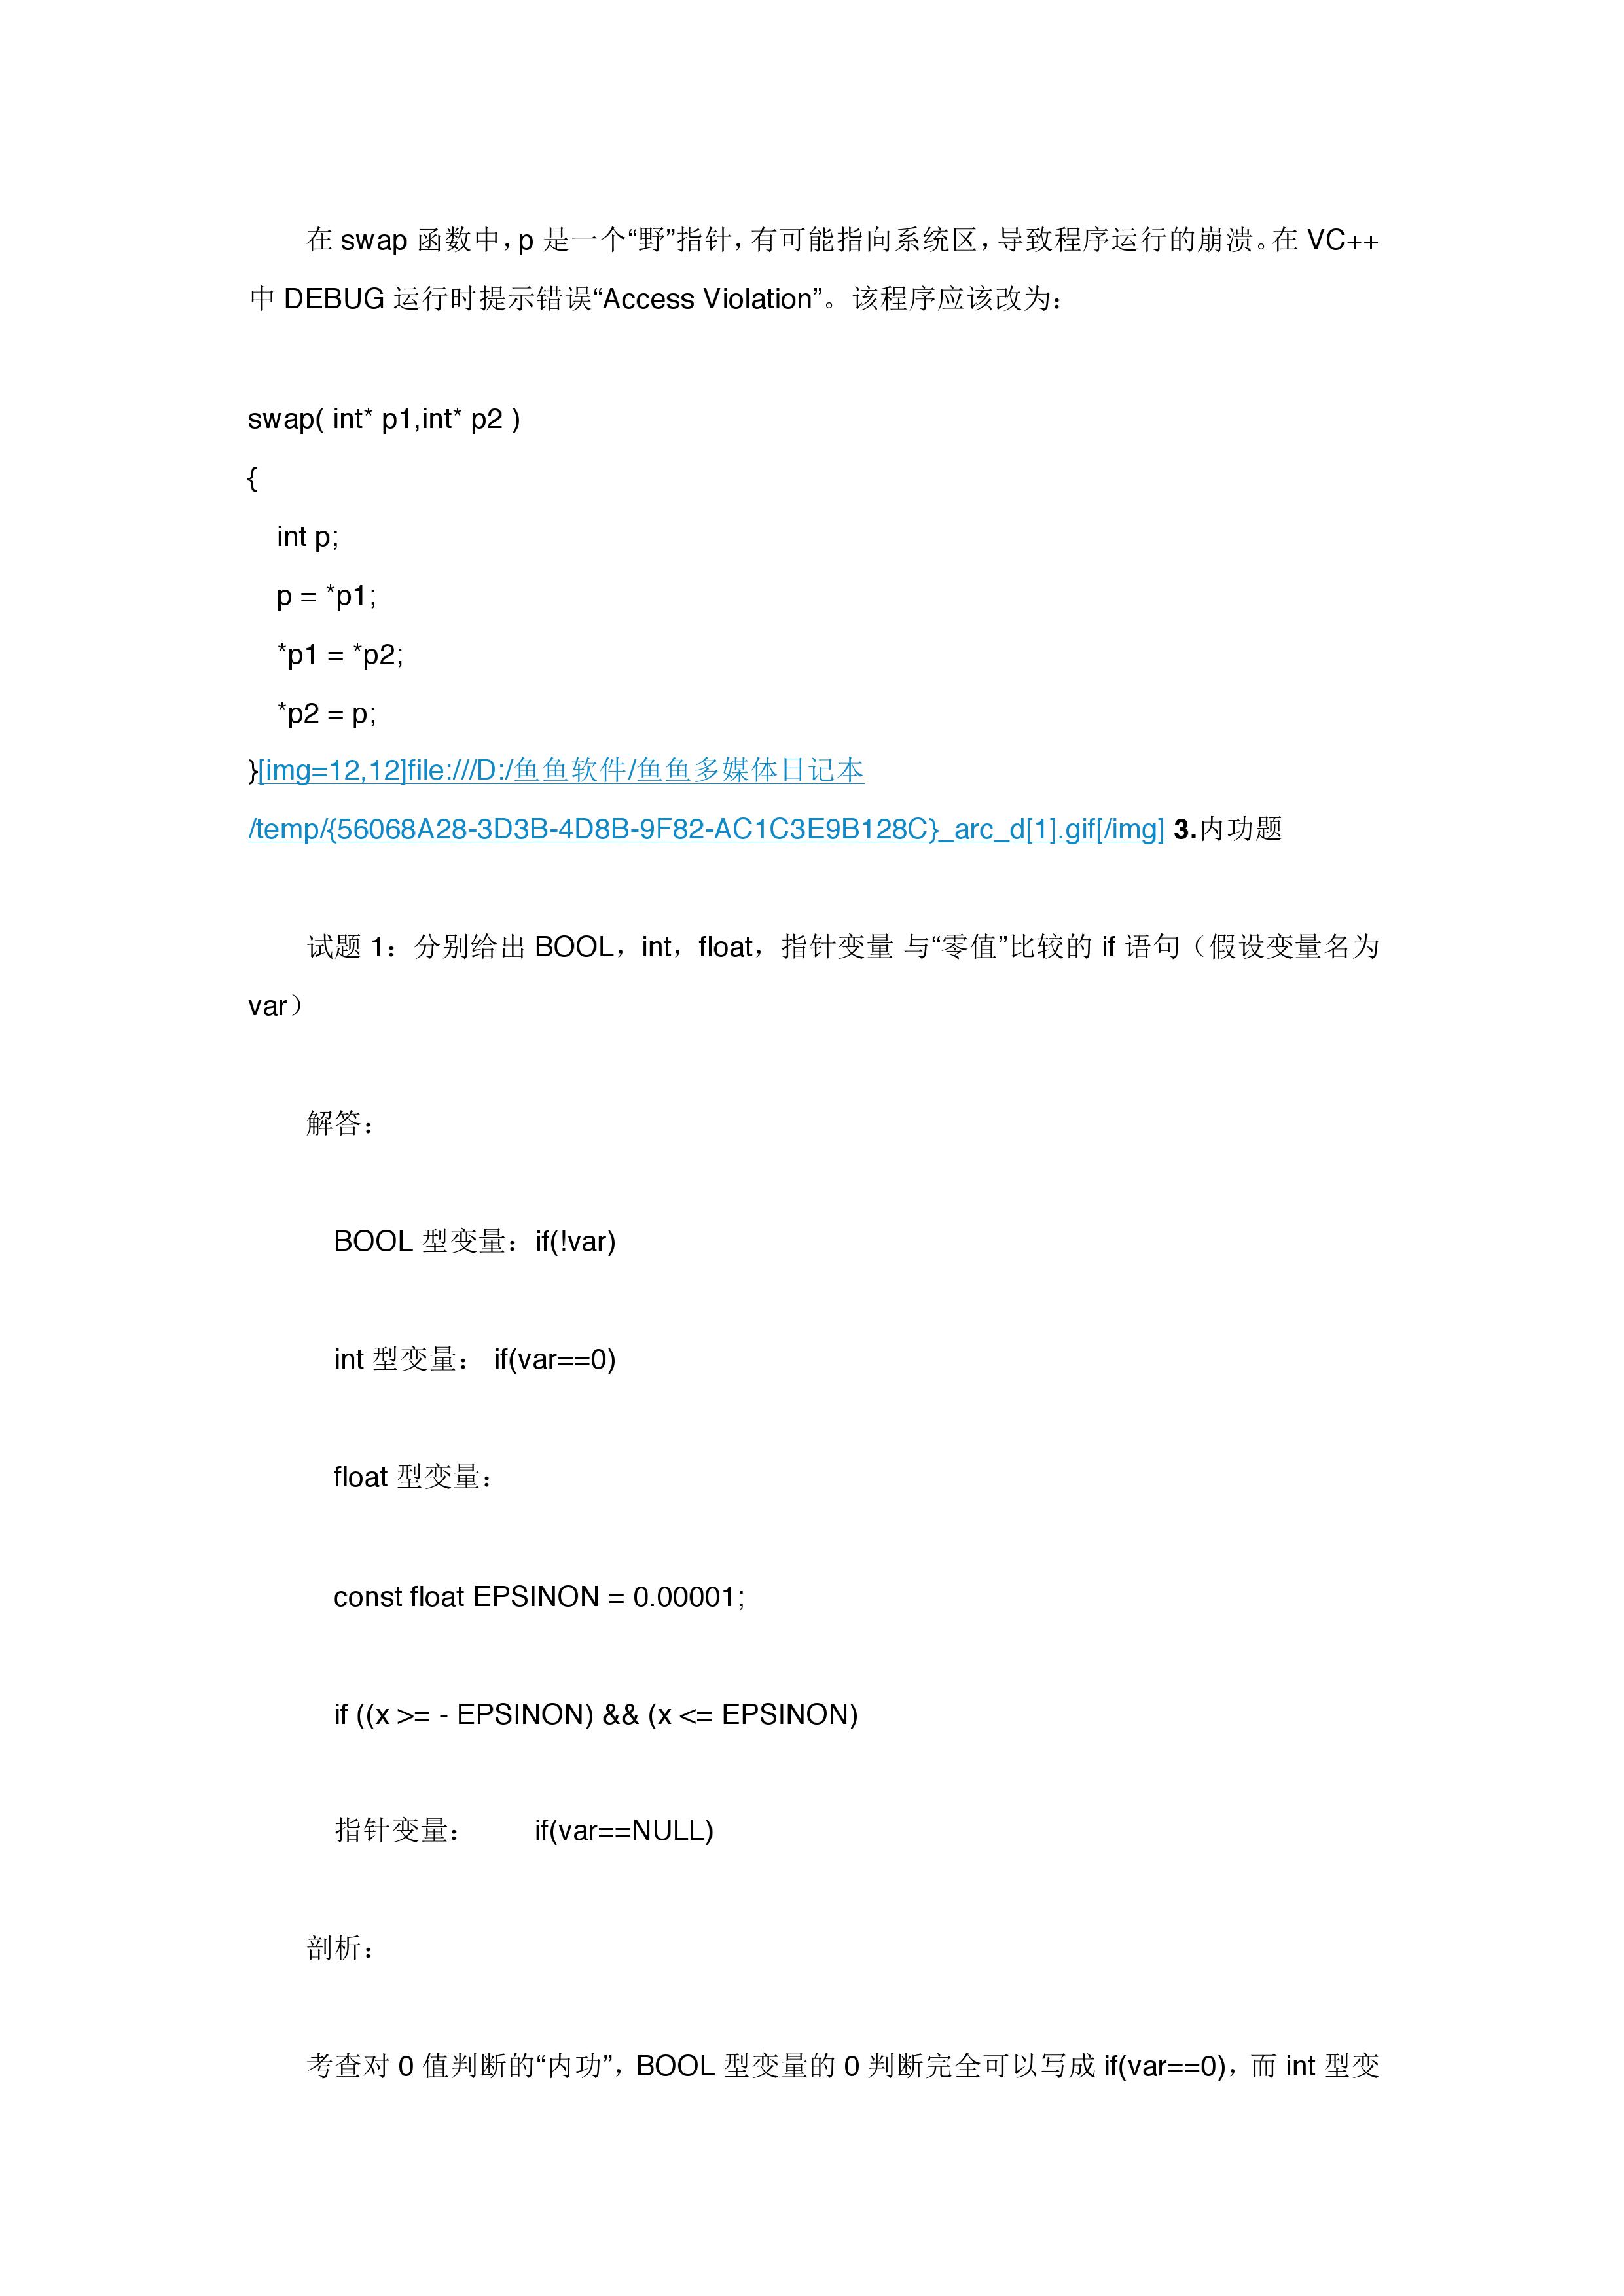 在 swap 函数中，p 是一个“野”指针，有可能指向系统区，导致程序运行的崩溃。在 VC++
中 DEBUG 运行时提示错误“Access Violation”。该程序应该改为：
swap( int* p1,int* p2 )
{
int p;
p = *p1;
*p1 = *p2;
*p2 = p;
}[img=12,12]file:///D:/鱼鱼软件/鱼鱼多媒体日记本
/temp/{56068A28-3D3B-4D8B-9F82-AC1C3E9B128C}_arc_d[1].gif[/img] 3.内功题
试题 1：分别给出 BOOL，int，float，指针变量 与“零值”比较的 if 语句（假设变量名为
var）
解答：
BOOL 型变量：if(!var)
int 型变量： if(var==0)
float 型变量：
const float EPSINON = 0.00001;
if ((x >= - EPSINON) && (x <= EPSINON)
指针变量： if(var==NULL)
剖析：
考查对 0 值判断的“内功”，BOOL 型变量的 0 判断完全可以写成 if(var==0)，而 int 型变